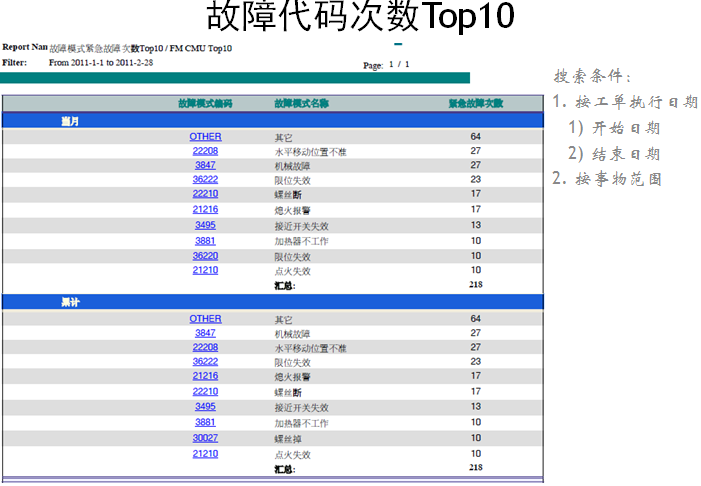 故障代码次数Top10
Report Nan 故障模式紧急故障次数Top10 / FM CMU Top10
Filter: From 2011-1-1 to 2011-2-28
Page: 1 / 1
故障模式编码 故障模式名称 紧急故障次数
当月
OTHER 其它 64
22208 水平移动位置不准 27
3847 机械故障 27
36222 限位失效 23
22210 螺丝断 17
21216 熄火报警 17
3495 接近开关失效 13
3881 加热器不工作 10
36220 限位失效 10
21210 点火失效 10
汇总: 218
累计
OTHER 其它 64
3847 机械故障 27
22208 水平移动位置不准 27
36222 限位失效 23
21216 熄火报警 17
22210 螺丝断 17
3495 接近开关失效 13
3881 加热器不工作 10
30027 螺丝掉 10
21210 点火失效 10
汇总: 218
搜索条件:
1. 按工单执行日期
1) 开始日期
2) 结束日期
2. 按事物范围